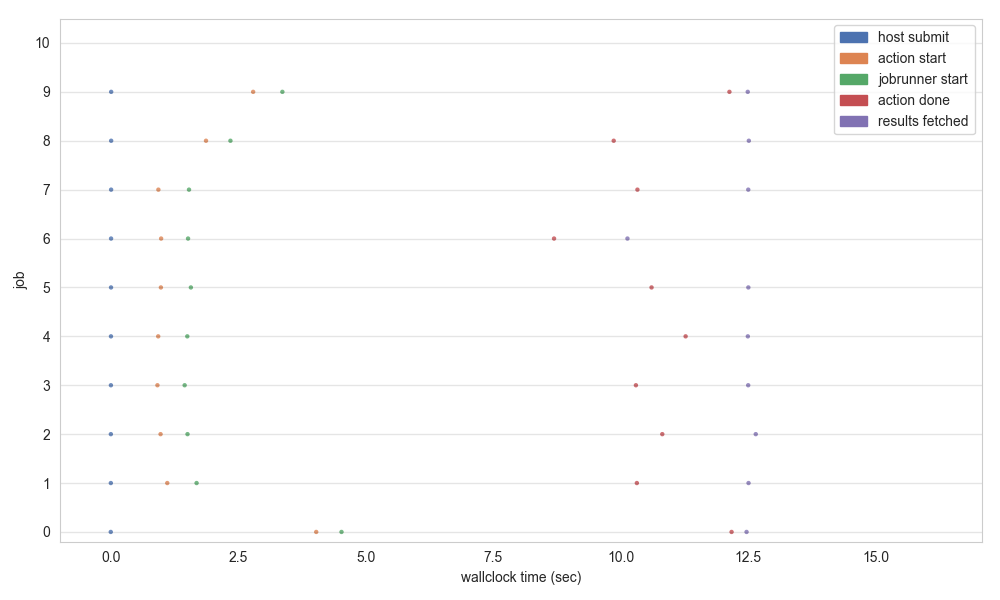 10
9
8
7
6
5
4
3
2
1
0
job
0.0 2.5 5.0 7.5 10.0 12.5 15.0
wallclock time (sec)
host submit
action start
jobrunner start
action done
results fetched